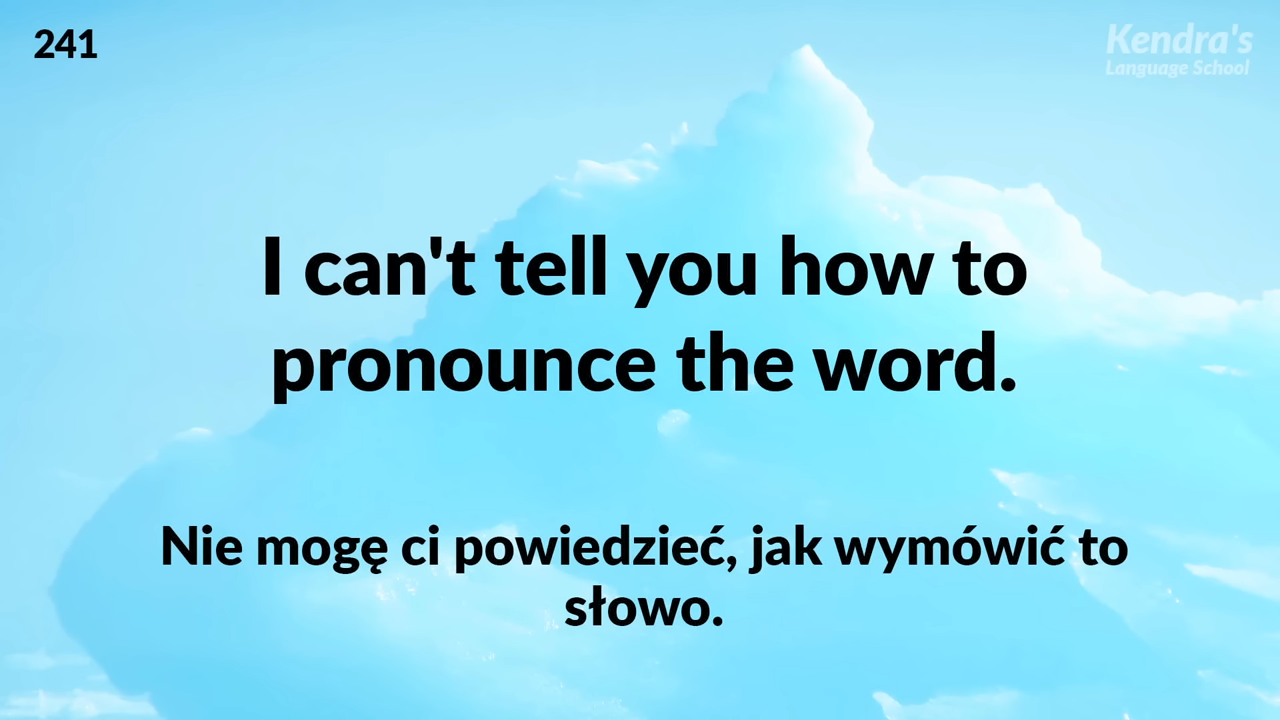 241
Kendra's
Language School
I can't tell you how to
pronounce the word.
Nie mogę ci powiedzieć, jak wymówić to
słowo.